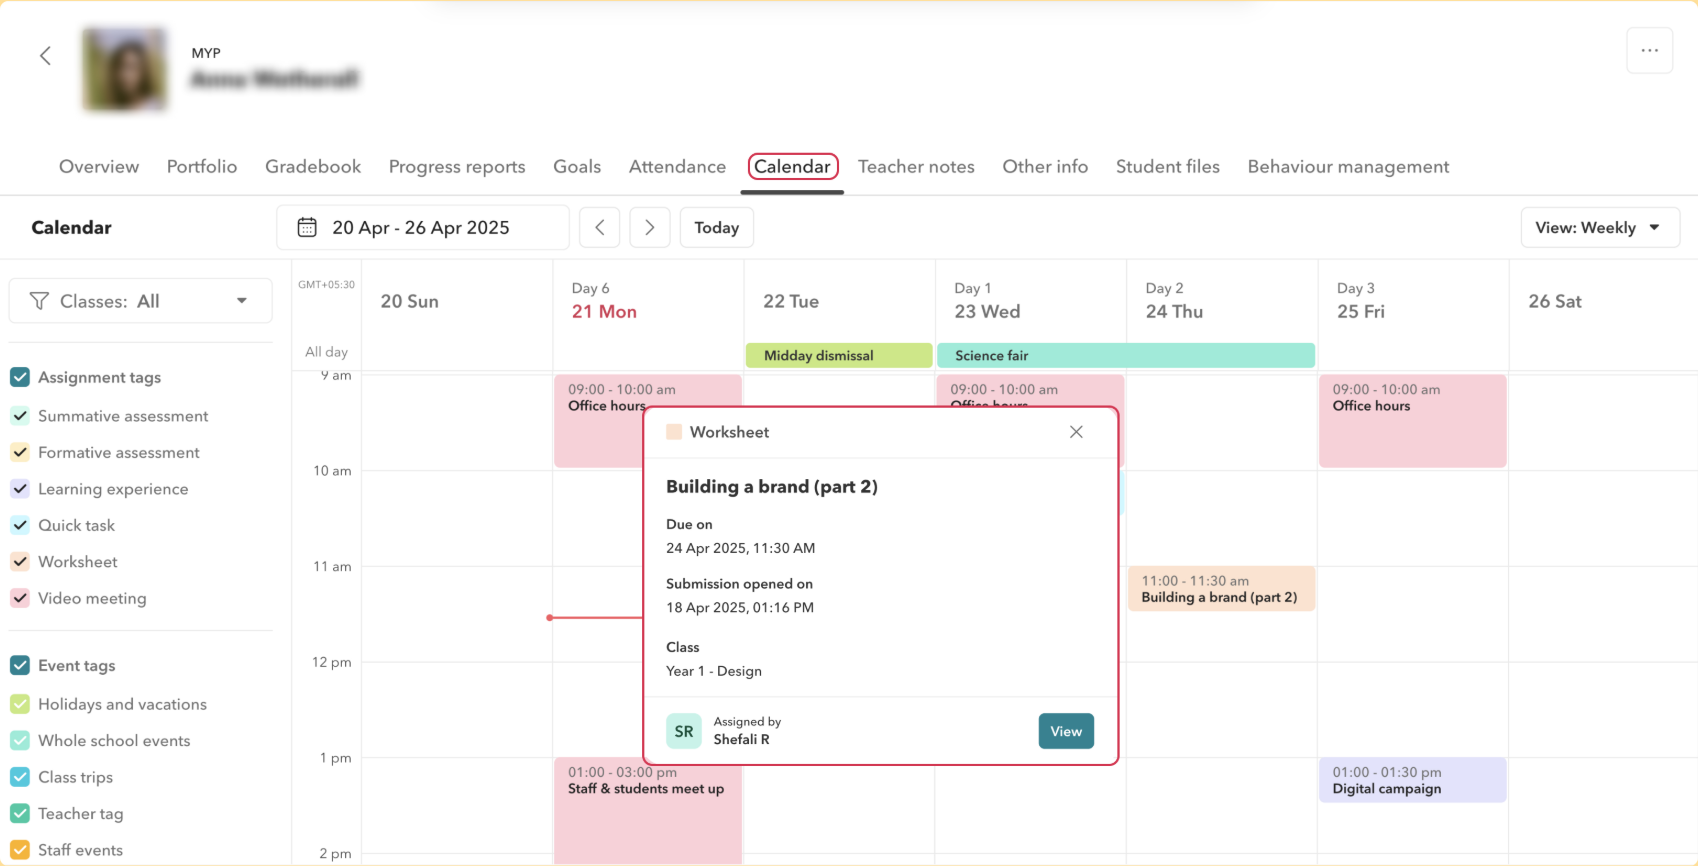 MYP
Overview Portfolio Gradebook Progress reports Goals Attendance Calendar Teacher notes Other info Student files Behaviour management
Calendar
20 Apr - 26 Apr 2025
Today
View: Weekly
Classes: All
Assignment tags
Summative assessment
Formative assessment
Learning experience
Quick task
Worksheet
Video meeting
Event tags
Holidays and vacations
Whole school events
Class trips
Teacher tag
Staff events
GMT+05:30
20 Sun
Day 6
21 Mon
22 Tue
Day 1
23 Wed
Day 2
24 Thu
Day 3
25 Fri
26 Sat
All day
Midday dismissal
Science fair
9 am
10 am
11 am
12 pm
1 pm
2 pm
09:00 - 10:00 am
Office hours
09:00 - 10:00 am
Office hours
09:00 - 10:00 am
Office hours
Worksheet
Building a brand (part 2)
Due on
24 Apr 2025, 11:30 AM
Submission opened on
18 Apr 2025, 01:16 PM
Class
Year 1 - Design
SR
Assigned by
Shefali R
View
11:00 - 11:30 am
Building a brand (part 2)
01:00 - 03:00 pm
Staff & students meet up
01:00 - 01:30 pm
Digital campaign